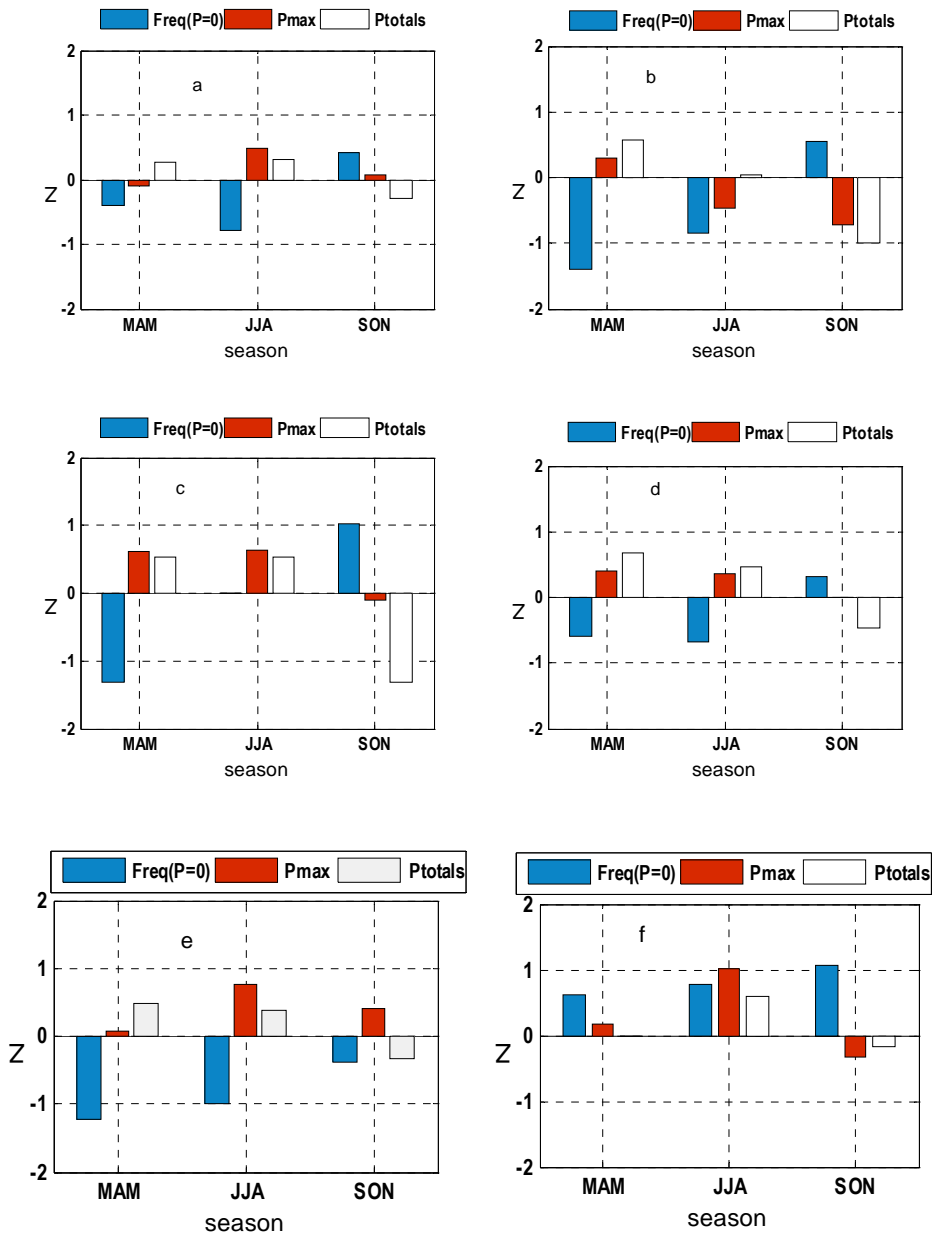 Freq(P=0) Pmax Ptotals
2
a
1
Z 0
-1
-2
MAM JJA SON
season
Freq(P=0) Pmax Ptotals
2
b
1
0
Z
-1
-2
MAM JJA SON
season
Freq(P=0) Pmax Ptotals
2
c
1
0
Z
-1
-2
MAM JJA SON
season
Freq(P=0) Pmax Ptotals
2
d
1
0
Z
-1
-2
MAM JJA SON
season
Freq(P=0) Pmax Ptotals
2
e
1
0
Z
-1
-2
MAM JJA SON
season
Freq(P=0) Pmax Ptotals
2
f
1
0
Z
-1
-2
MAM JJA SON
season